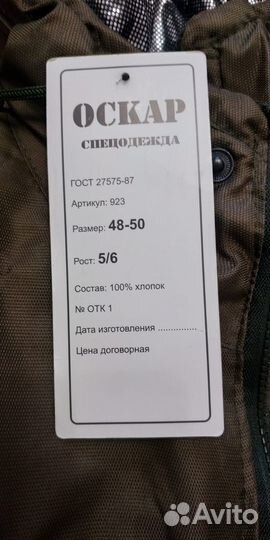 ОСКАР
СПЕЦОДЕЖДА
ГОСТ 27575-87
Артикул: 923
Размер: 48-50
Рост: 5/6
Состав: 100% хлопок
№ ОТК 1
Дата изготовления ................
Цена договорная
Avito